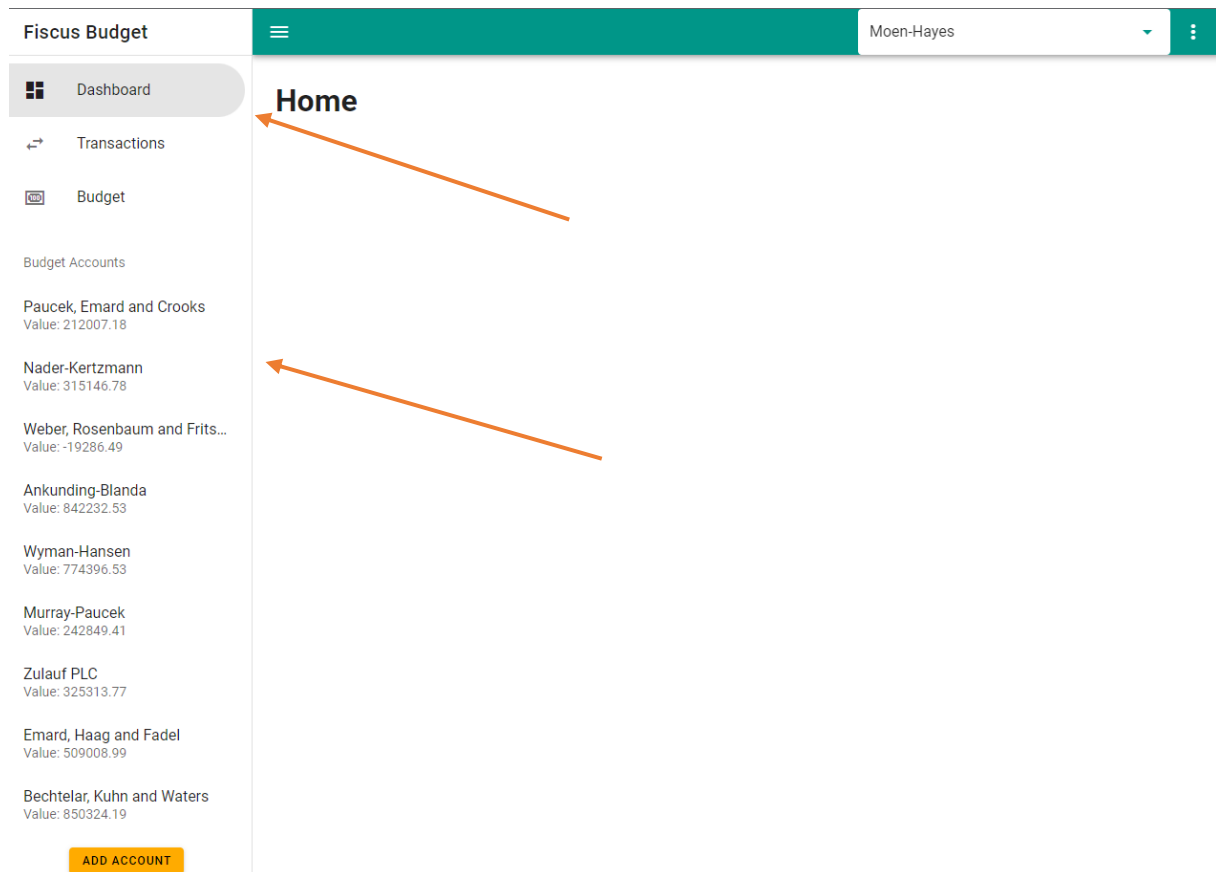 Fiscus Budget
Moen-Hayes
Dashboard
Home
Transactions
Budget
Budget Accounts
Paucek, Emard and Crooks
Value: 212007.18
Nader-Kertzmann
Value: 315146.78
Weber, Rosenbaum and Frits...
Value: -19286.49
Ankunding-Blanda
Value: 842232.53
Wyman-Hansen
Value: 774396.53
Murray-Paucek
Value: 242849.41
Zulauf PLC
Value: 325313.77
Emard, Haag and Fadel
Value: 509008.99
Bechtelar, Kuhn and Waters
Value: 850324.19
ADD ACCOUNT